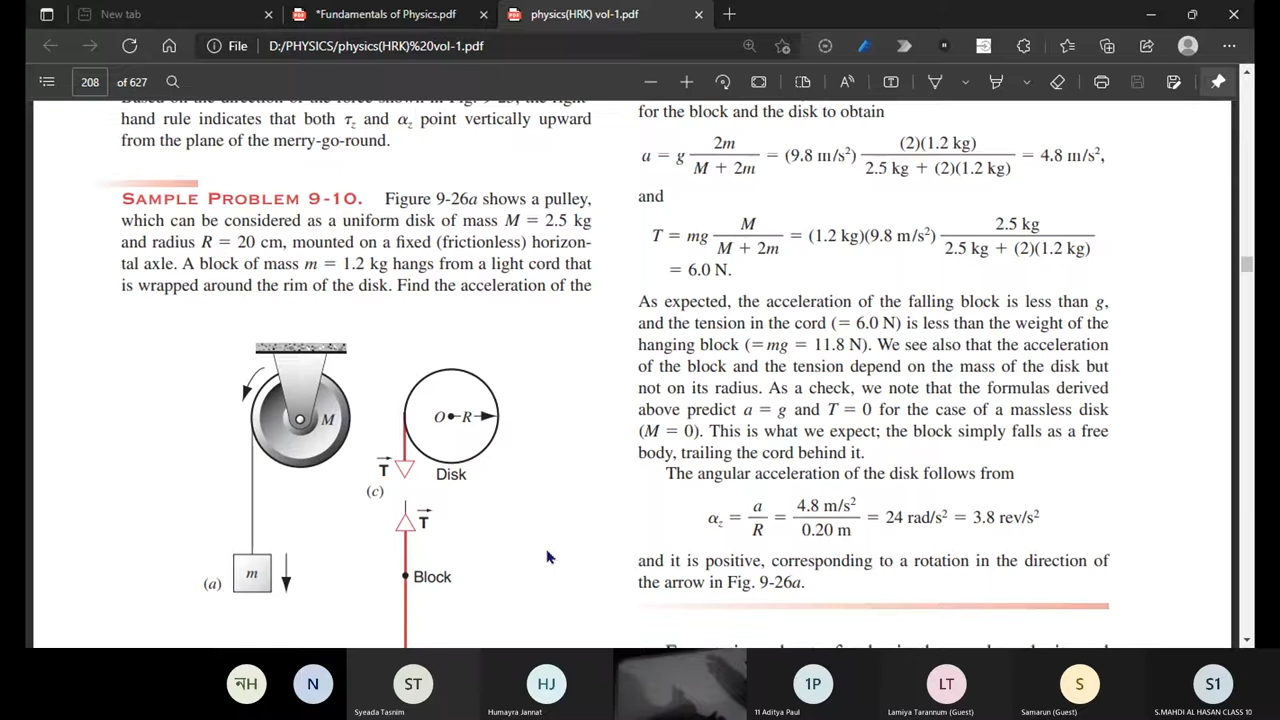 New tab
*Fundamentals of Physics.pdf
physics(HRK) vol-1.pdf
File
D:/PHYSICS/physics(HRK)%20vol-1.pdf
208 of 627
hand rule indicates that both τz and αz point vertically upward
from the plane of the merry-go-round.
SAMPLE PROBLEM 9-10. Figure 9-26a shows a pulley,
which can be considered as a uniform disk of mass M = 2.5 kg
and radius R = 20 cm, mounted on a fixed (frictionless) horizon-
tal axle. A block of mass m = 1.2 kg hangs from a light cord that
is wrapped around the rim of the disk. Find the acceleration of the
M
O
R
T
Disk
(c)
T
m
(a)
Block
for the block and the disk to obtain
a = g 2m / (M + 2m) = (9.8 m/s²) (2)(1.2 kg) / (2.5 kg + (2)(1.2 kg)) = 4.8 m/s²,
and
T = mg M / (M + 2m) = (1.2 kg)(9.8 m/s²) 2.5 kg / (2.5 kg + (2)(1.2 kg))
= 6.0 N.
As expected, the acceleration of the falling block is less than g,
and the tension in the cord (= 6.0 N) is less than the weight of the
hanging block (=mg = 11.8 N). We see also that the acceleration
of the block and the tension depend on the mass of the disk but
not on its radius. As a check, we note that the formulas derived
above predict a = g and T = 0 for the case of a massless disk
(M = 0). This is what we expect; the block simply falls as a free
body, trailing the cord behind it.
The angular acceleration of the disk follows from
αz = a / R = 4.8 m/s² / 0.20 m = 24 rad/s² = 3.8 rev/s²
and it is positive, corresponding to a rotation in the direction of
the arrow in Fig. 9-26a.
নH
N
ST
Syeada Tasnim
HJ
Humayra Jannat
1P
11 Aditya Paul
LT
Lamiya Tarannum (Guest)
S
Samarun (Guest)
S1
S.MAHDI AL HASAN CLASS 10